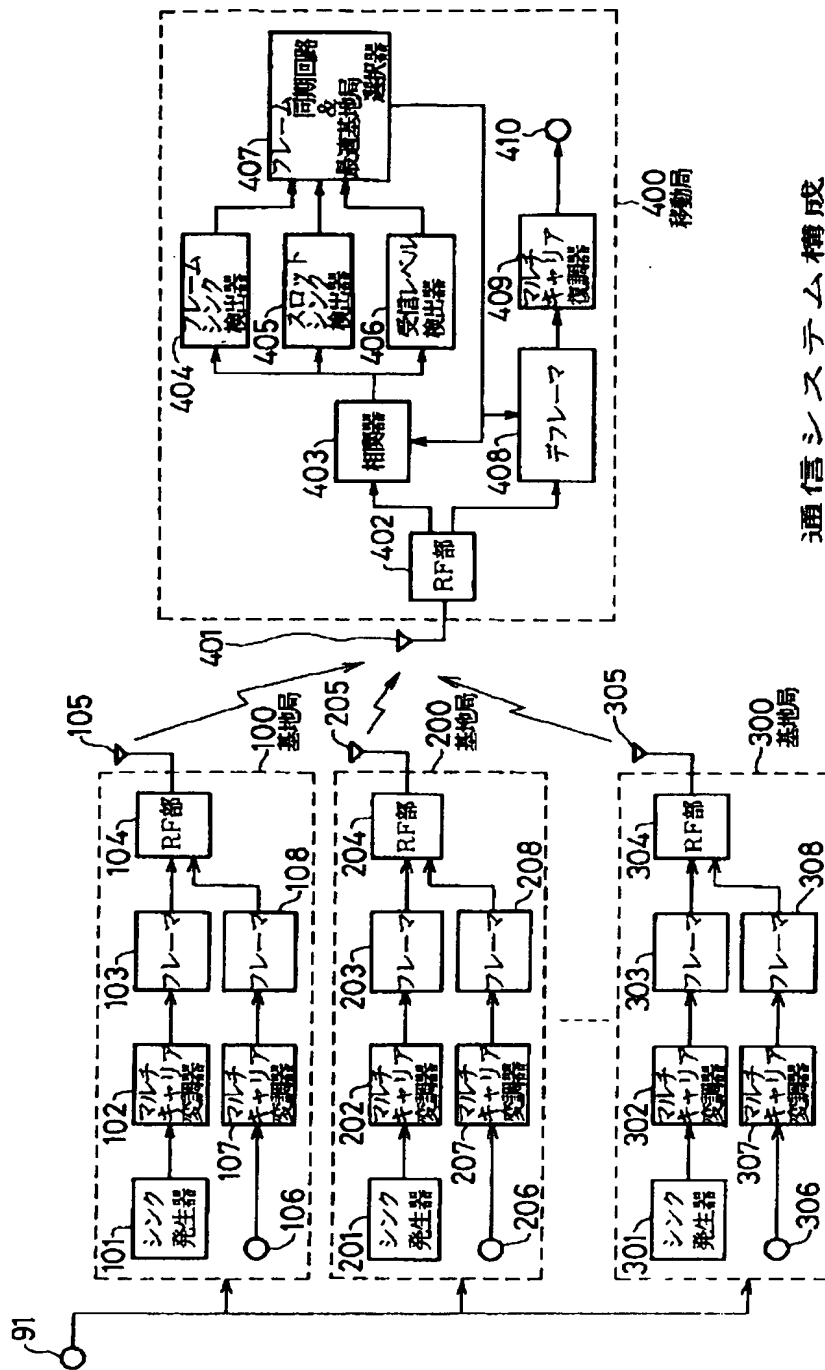 91
101
シンク
発生器
102
マルチ
キャリア
変調器
103
フレーマ
104
RF部
105
106
107
マルチ
キャリア
変調器
108
フレーマ
100
基地局
201
シンク
発生器
202
マルチ
キャリア
変調器
203
フレーマ
204
RF部
205
206
207
マルチ
キャリア
変調器
208
フレーマ
200
基地局
301
シンク
発生器
302
マルチ
キャリア
変調器
303
フレーマ
304
RF部
305
306
307
マルチ
キャリア
変調器
308
フレーマ
300
基地局
401
402
RF部
403
相関器
404
フレーム
シンク
検出器
405
スロット
シンク
検出器
406
受信レベル
検出器
407
フレーム
同期回路
&
最適基地局
選択器
408
デフレーマ
409
マルチ
キャリア
復調器
410
400
移動局
通信システム構成